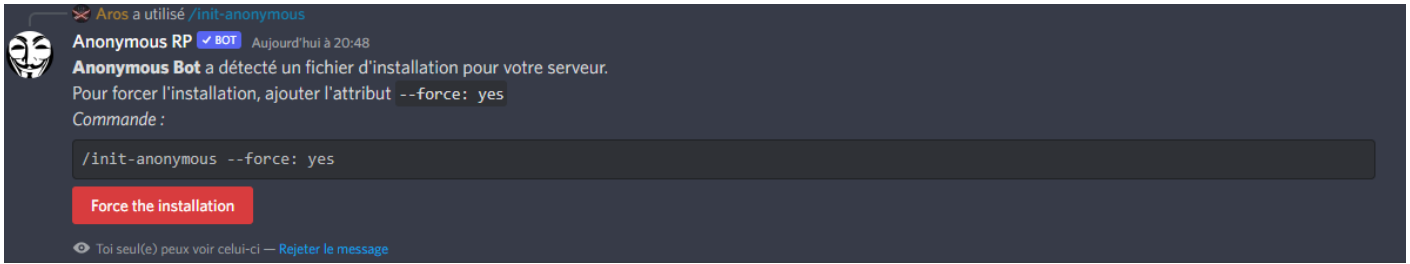 Aros a utilisé /init-anonymous
Anonymous RP ✓ BOT Aujourd'hui à 20:48
Anonymous Bot a détecté un fichier d'installation pour votre serveur.
Pour forcer l'installation, ajouter l'attribut --force: yes
Commande :
/init-anonymous --force: yes
Force the installation
Toi seul(e) peux voir celui-ci — Rejeter le message